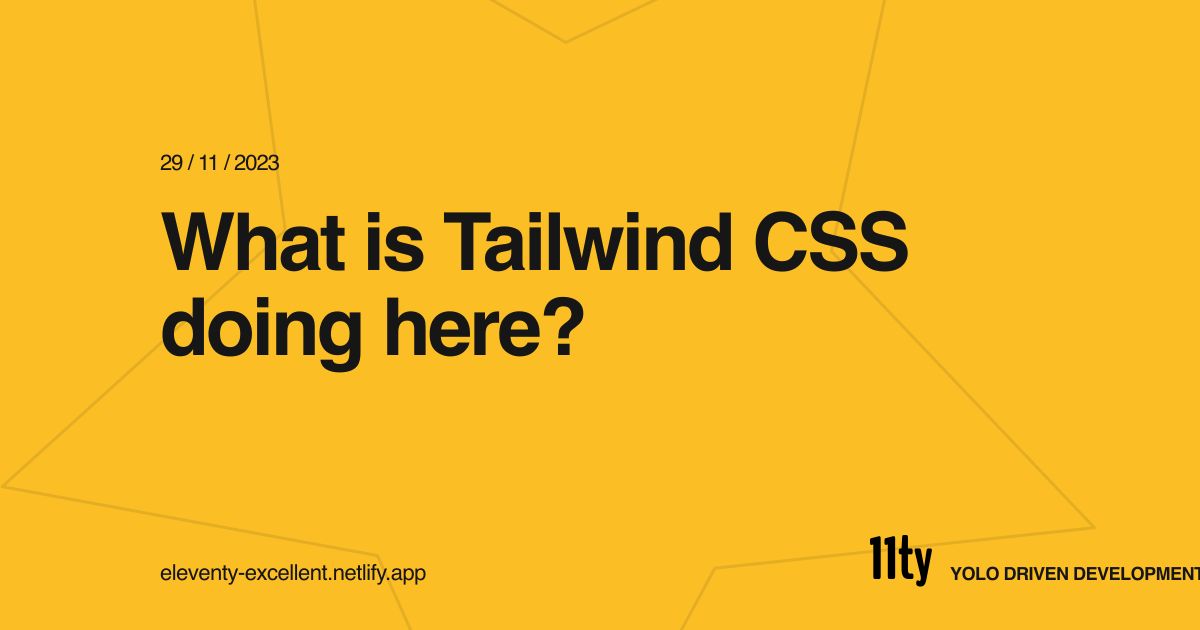 29 / 11 / 2023
What is Tailwind CSS
doing here?
eleventy-excellent.netlify.app
11ty
YOLO DRIVEN DEVELOPMENT